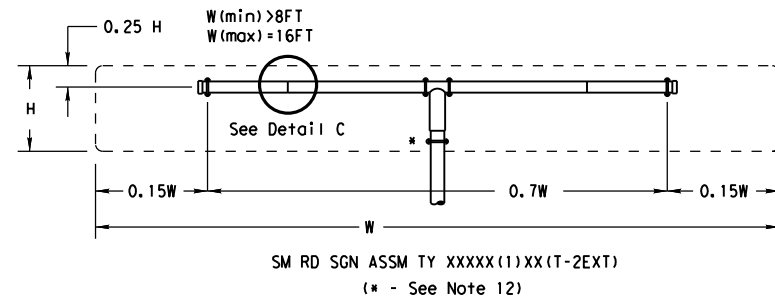 0.25 H
W(min)>8FT
W(max)=16FT
H
See Detail C
*
0.15W
0.7W
0.15W
W
SM RD SGN ASSM TY XXXXX(1)XX(T-2EXT)
(* - See Note 12)